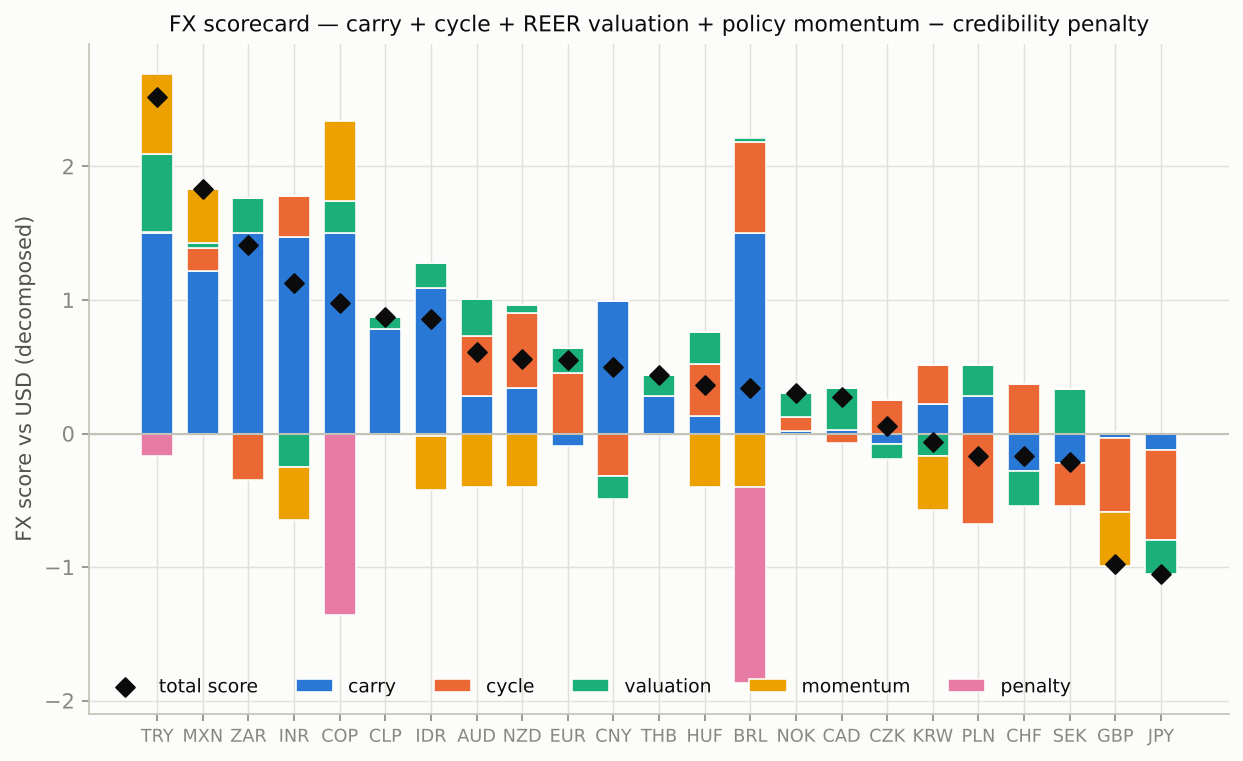 FX scorecard — carry + cycle + REER valuation + policy momentum − credibility penalty
FX score vs USD (decomposed)
2
1
0
−1
−2
total score carry cycle valuation momentum penalty
TRY MXN ZAR INR COP CLP IDR AUD NZD EUR CNY THB HUF BRL NOK CAD CZK KRW PLN CHF SEK GBP JPY